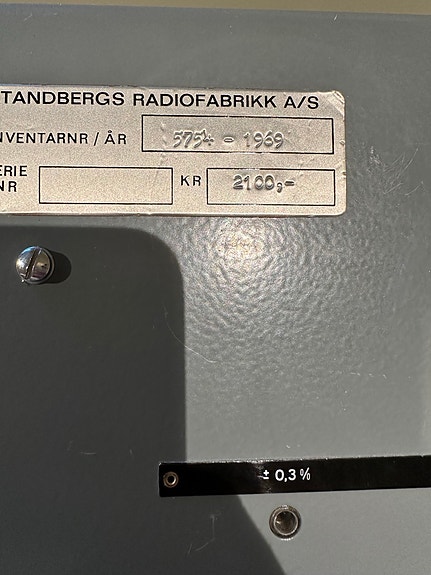 TANDBERGS RADIOFABRIKK A/S
NVENTARNR / ÅR 5754 - 1969
ERIE
NR KR 2100,-
± 0,3 %